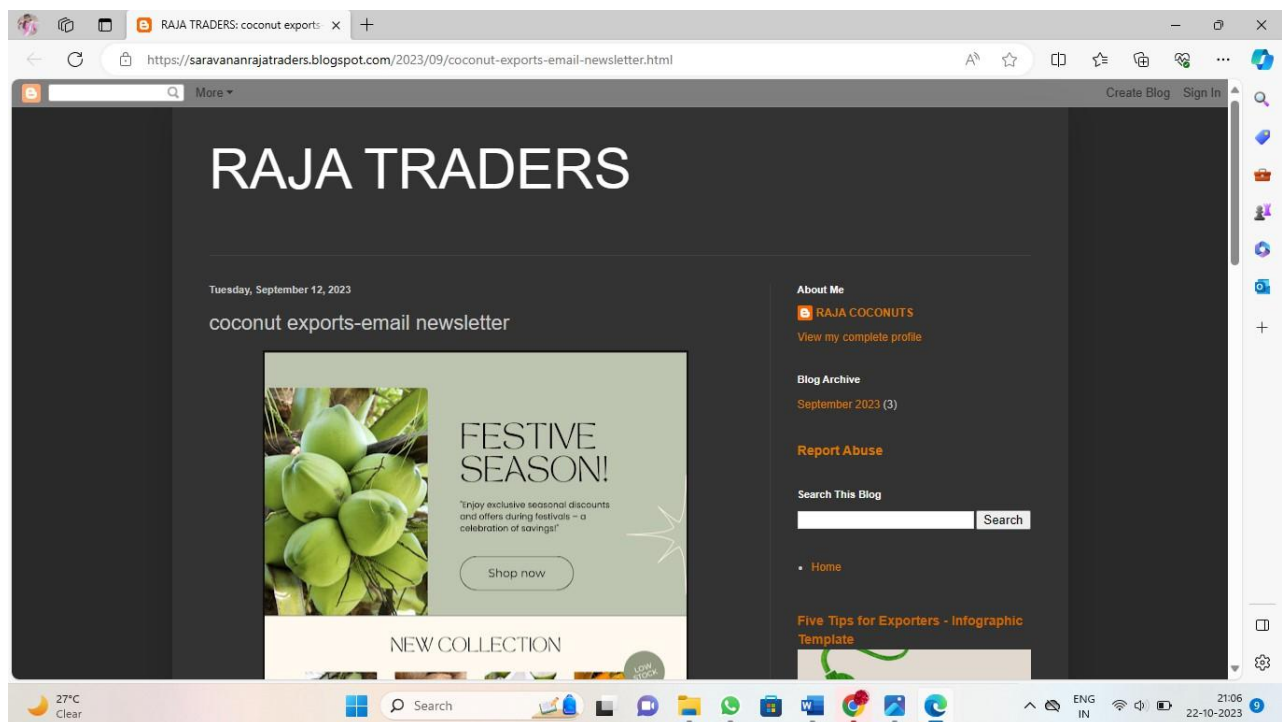 RAJA TRADERS: coconut exports-
https://saravananrajatraders.blogspot.com/2023/09/coconut-exports-email-newsletter.html
More
Create Blog Sign In
RAJA TRADERS
Tuesday, September 12, 2023
coconut exports-email newsletter
FESTIVE
SEASON!
"Enjoy exclusive seasonal discounts
and offers during festivals – a
celebration of savings!"
Shop now
NEW COLLECTION
LOW
STOCK
About Me
RAJA COCONUTS
View my complete profile
Blog Archive
September 2023 (3)
Report Abuse
Search This Blog
Search
Home
Five Tips for Exporters - Infographic
Template
27°C
Clear
Search
ENG
IN
21:06
22-10-2023
9